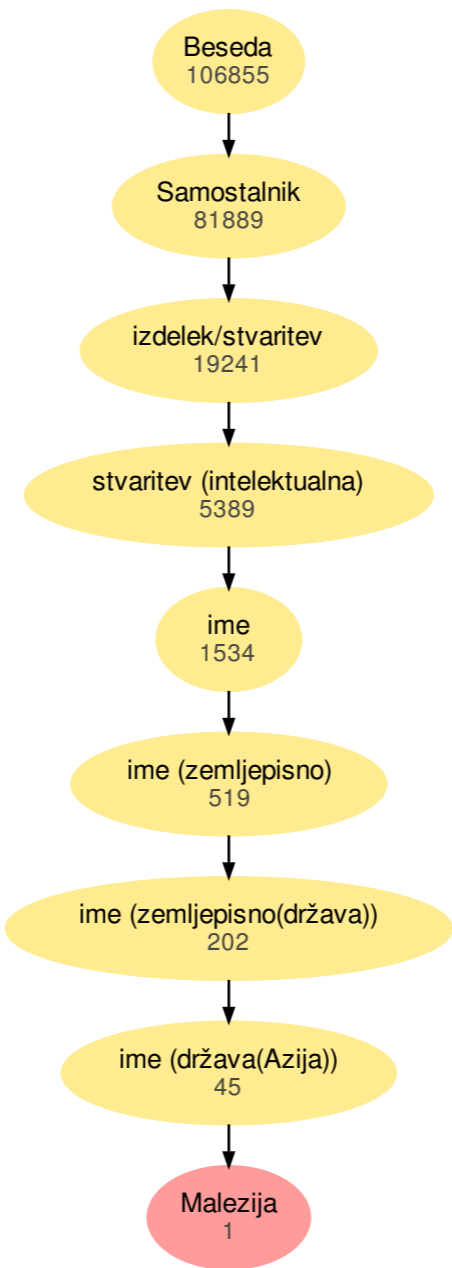 Beseda
106855
Samostalnik
81889
izdelek/stvaritev
19241
stvaritev (intelektualna)
5389
ime
1534
ime (zemljepisno)
519
ime (zemljepisno(država))
202
ime (država(Azija))
45
Malezija
1